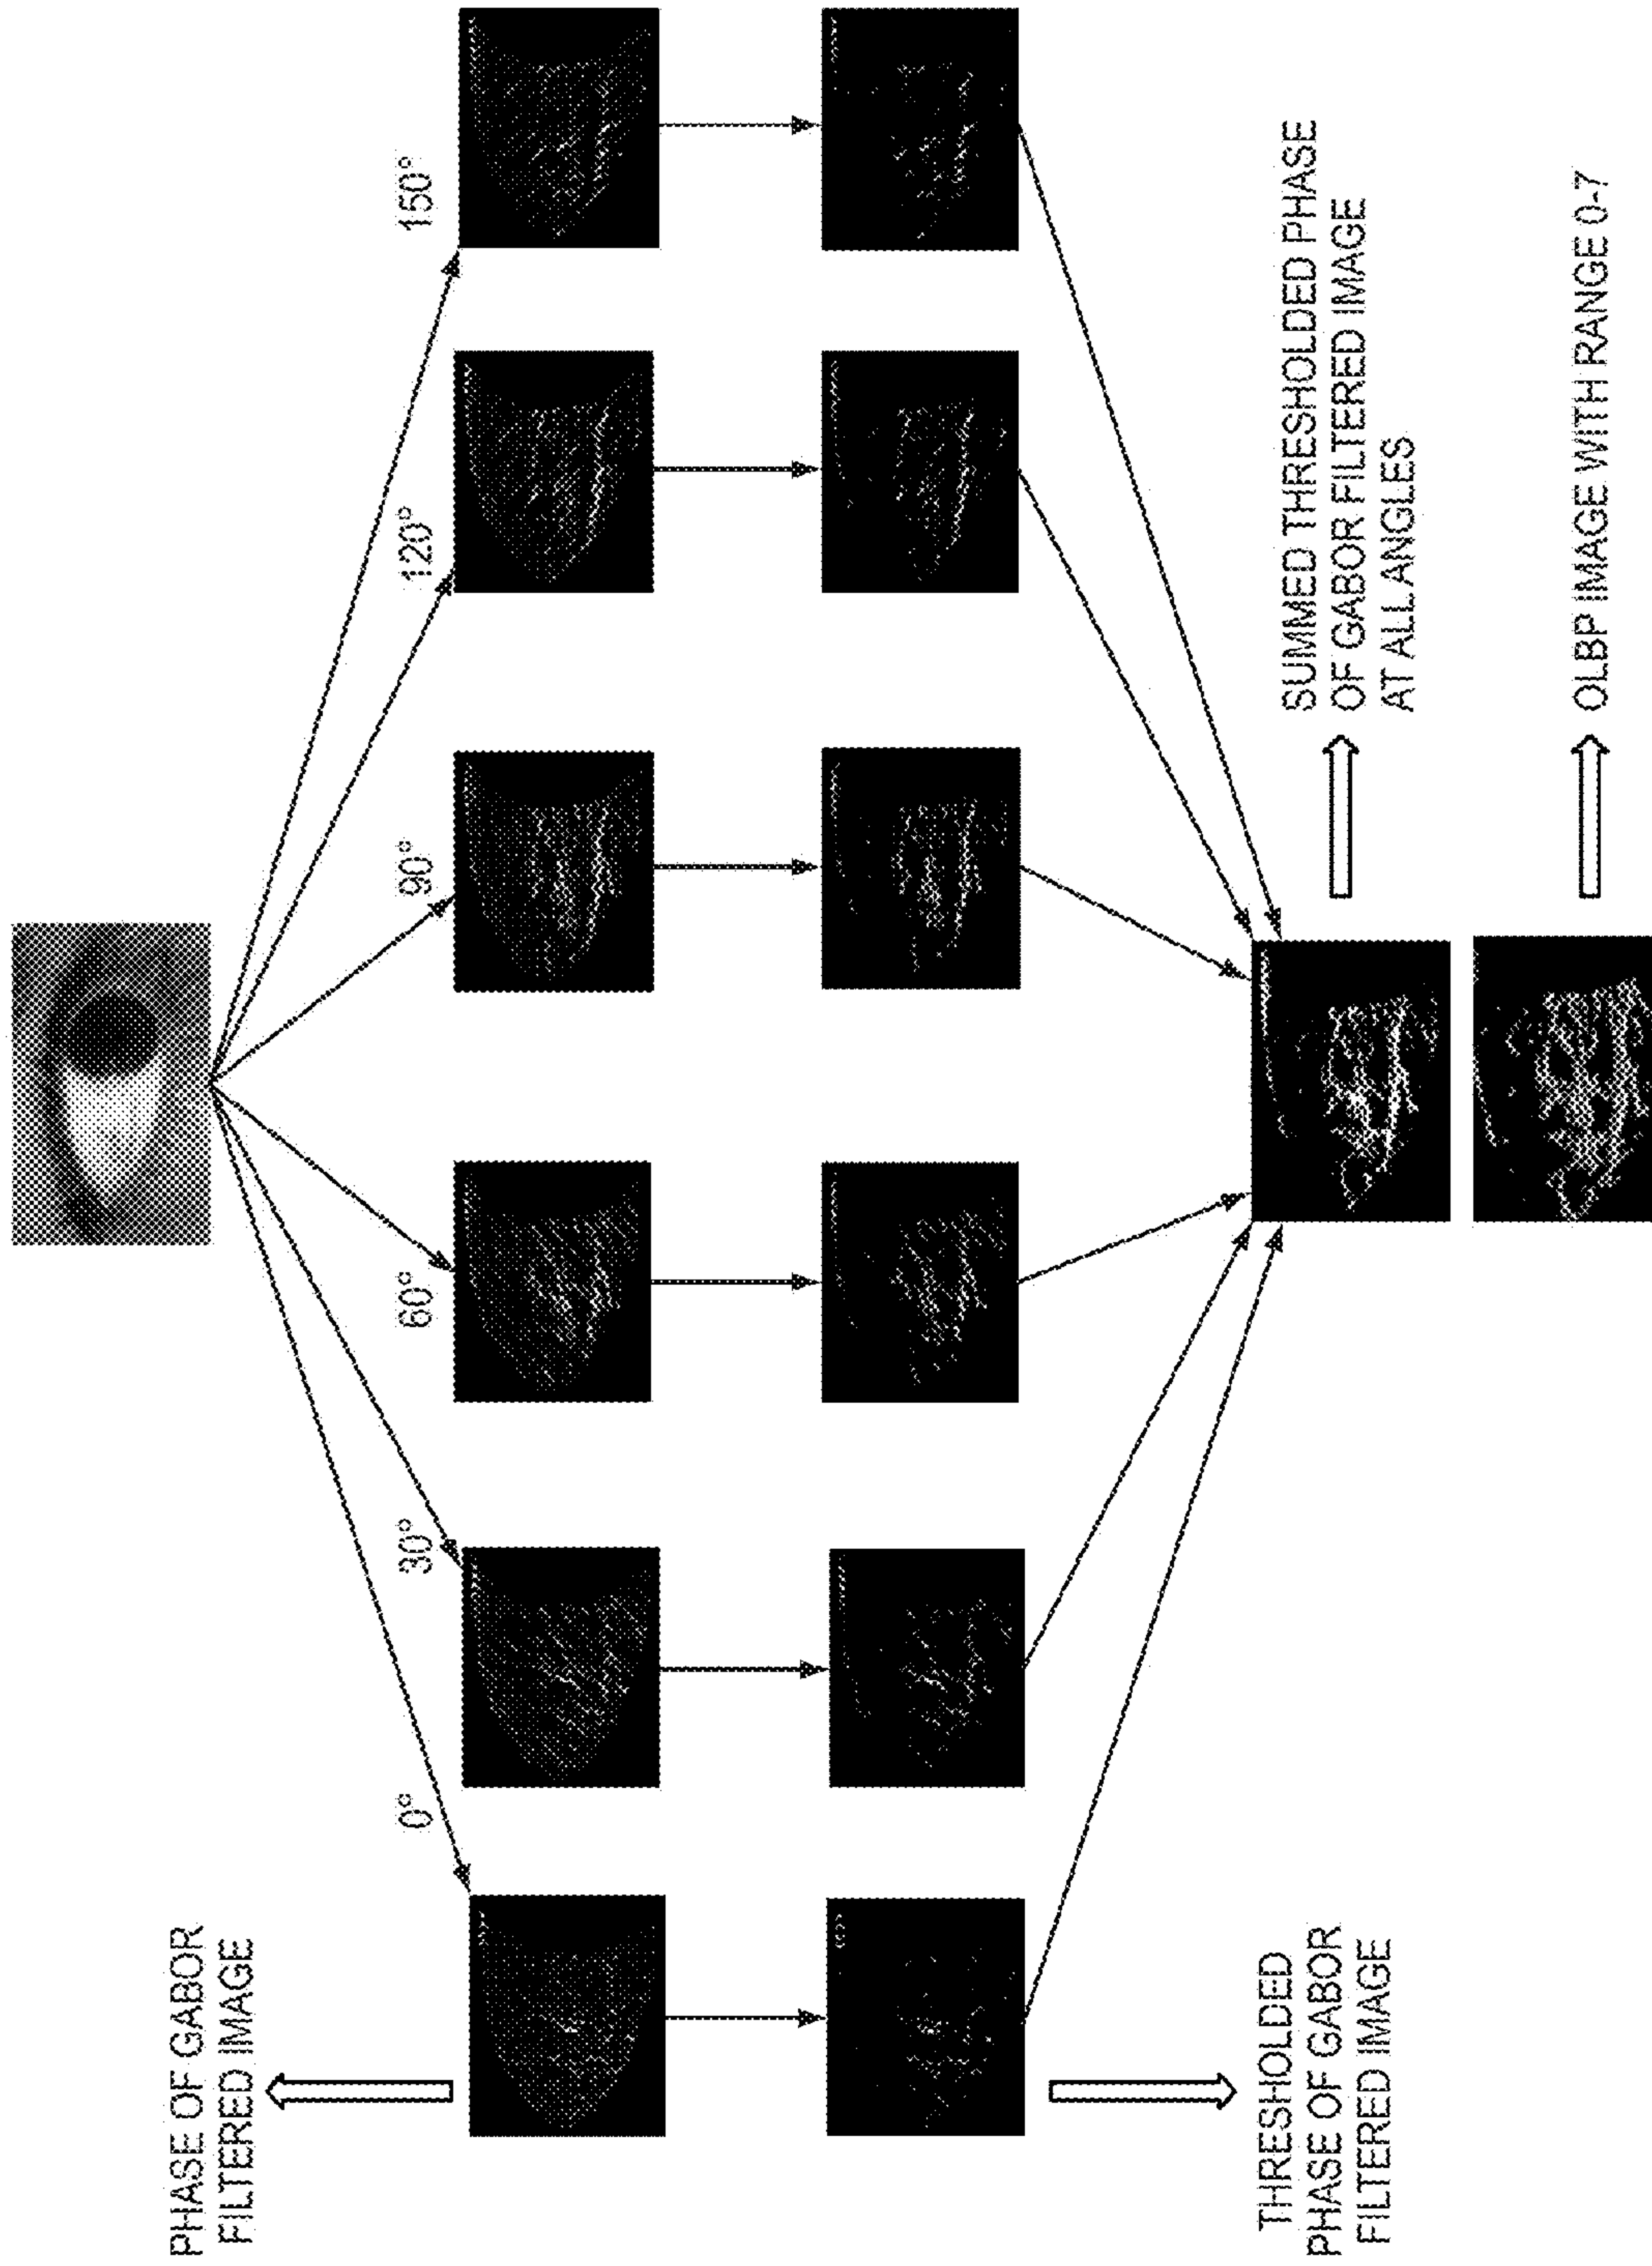 PHASE OF GABOR
FILTERED IMAGE
0°
30°
60°
90°
120°
150°
THRESHOLDED
PHASE OF GABOR
FILTERED IMAGE
SUMMED THRESHOLDED PHASE
OF GABOR FILTERED IMAGE
AT ALL ANGLES
OLBP IMAGE WITH RANGE 0-7